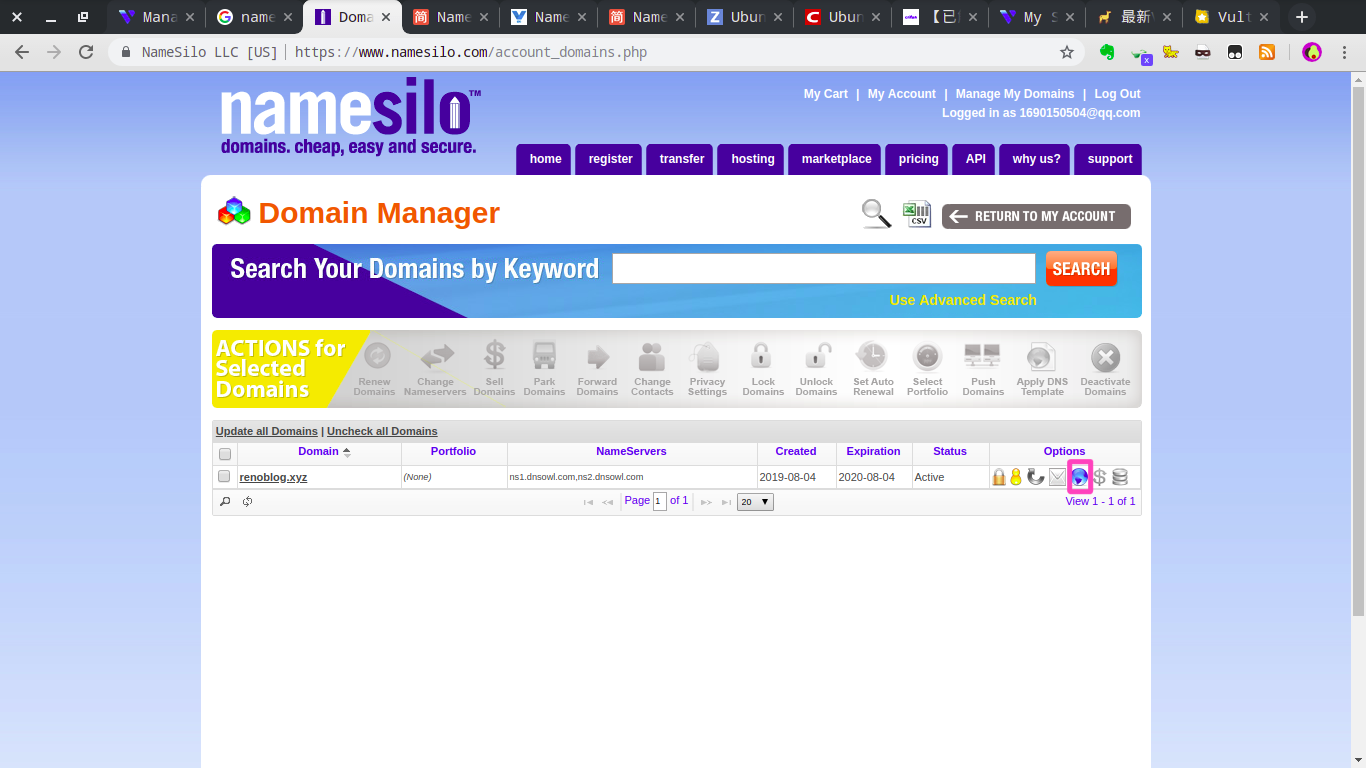 Mana
name
Doma
Name
Name
Name
Ubun
Ubun
【已
My S
最新
Vult
NameSilo LLC [US]
https://www.namesilo.com/account_domains.php
x
namesilo™
domains. cheap, easy and secure.
My Cart | My Account | Manage My Domains | Log Out
Logged in as 1690150504@qq.com
home
register
transfer
hosting
marketplace
pricing
API
why us?
support
Domain Manager
CSV
RETURN TO MY ACCOUNT
Search Your Domains by Keyword
SEARCH
Use Advanced Search
ACTIONS for
Selected
Domains
Renew
Domains
Change
Nameservers
Sell
Domains
Park
Domains
Forward
Domains
Change
Contacts
Privacy
Settings
Lock
Domains
Unlock
Domains
Set Auto
Renewal
Select
Portfolio
Push
Domains
Apply DNS
Template
Deactivate
Domains
Update all Domains | Uncheck all Domains
Domain
Portfolio
NameServers
Created
Expiration
Status
Options
renoblog.xyz
(None)
ns1.dnsowl.com,ns2.dnsowl.com
2019-08-04
2020-08-04
Active
Page 1 of 1
20
View 1 - 1 of 1